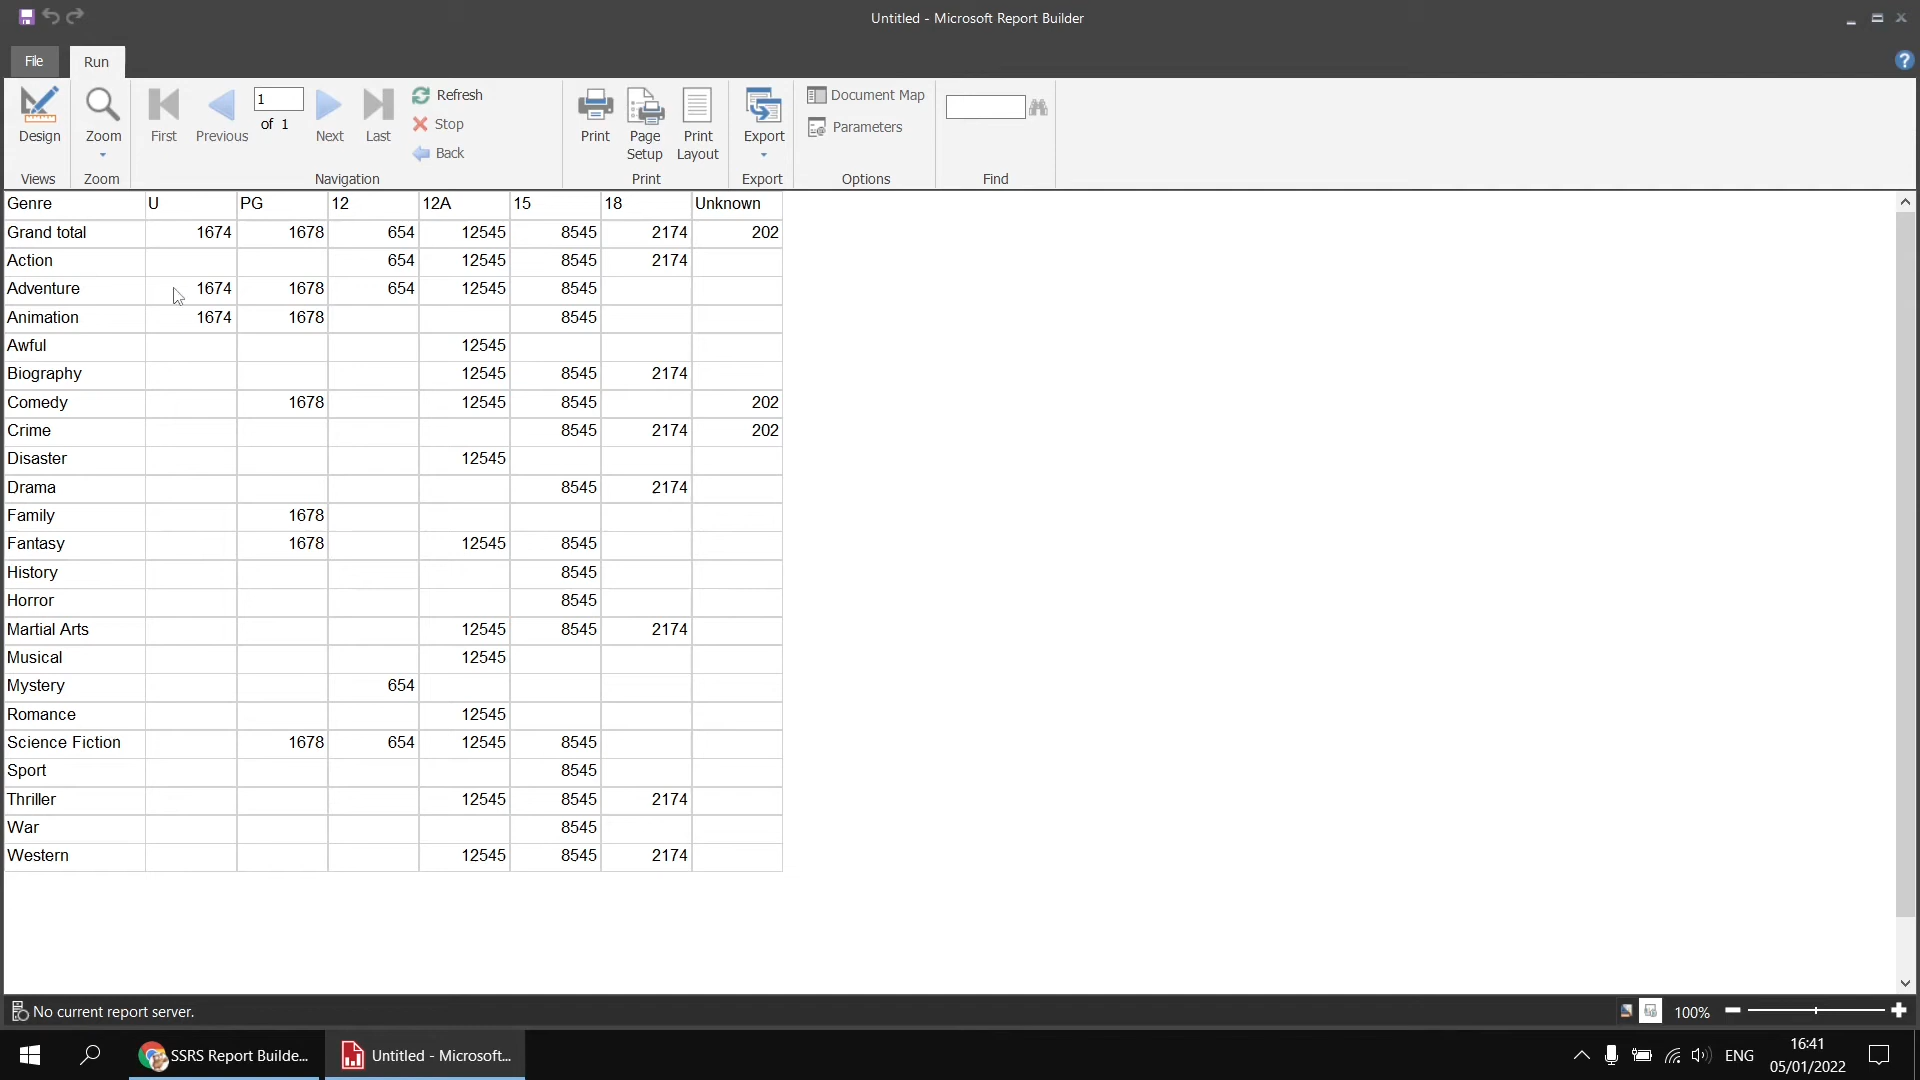 Untitled - Microsoft Report Builder
File Run
Design
Zoom
First
Previous
1
of 1
Next
Last
Refresh
Stop
Back
Print
Page Setup
Print Layout
Export
Document Map
Parameters
Views Zoom Navigation Print Export Options Find
Genre U PG 12 12A 15 18 Unknown
Grand total 1674 1678 654 12545 8545 2174 202
Action 654 12545 8545 2174
Adventure 1674 1678 654 12545 8545
Animation 1674 1678 8545
Awful 12545
Biography 12545 8545 2174
Comedy 1678 12545 8545 202
Crime 8545 2174 202
Disaster 12545
Drama 8545 2174
Family 1678
Fantasy 1678 12545 8545
History 8545
Horror 8545
Martial Arts 12545 8545 2174
Musical 12545
Mystery 654
Romance 12545
Science Fiction 1678 654 12545 8545
Sport 8545
Thriller 12545 8545 2174
War 8545
Western 12545 8545 2174
No current report server.
100%
SSRS Report Builde...
Untitled - Microsoft...
ENG
16:41
05/01/2022